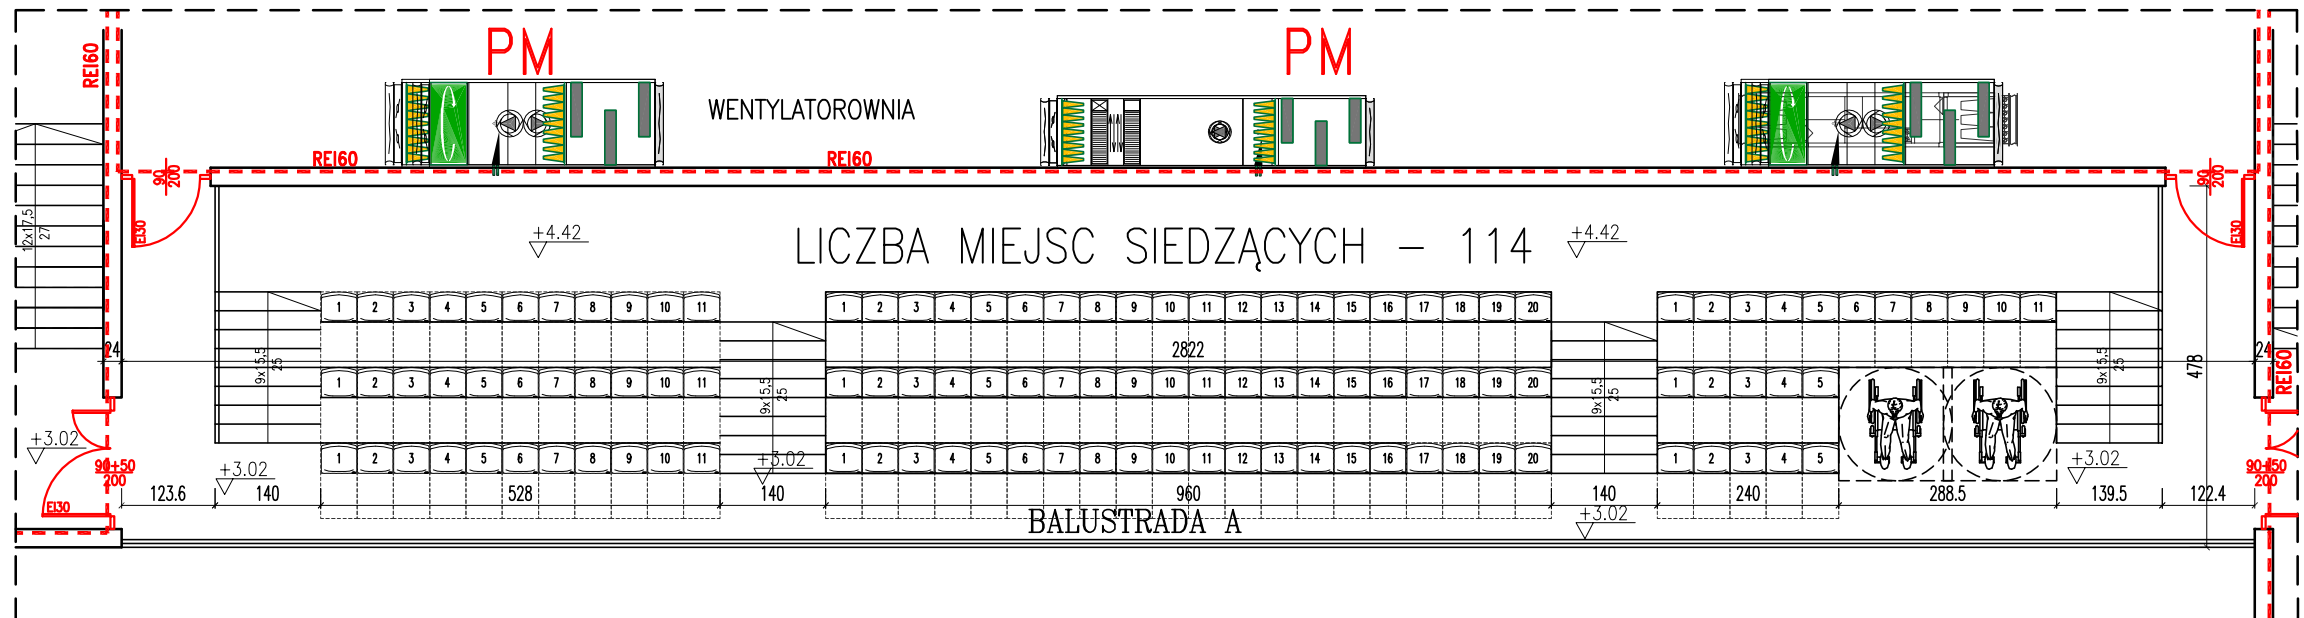 PM
PM
REI60
WENTYLATOROWNIA
REI60
REI60
90
200
90
200
EI30
EI30
12x17,5
27
+4.42
LICZBA MIEJSC SIEDZĄCYCH - 114
+4.42
1 2 3 4 5 6 7 8 9 10 11
1 2 3 4 5 6 7 8 9 10 11 12 13 14 15 16 17 18 19 20
1 2 3 4 5 6 7 8 9 10 11
24
2822
24
9x15,5
25
9x15,5
25
9x15,5
25
9x15,5
25
478
REI60
1 2 3 4 5 6 7 8 9 10 11
1 2 3 4 5 6 7 8 9 10 11 12 13 14 15 16 17 18 19 20
1 2 3 4 5
+3.02
1 2 3 4 5 6 7 8 9 10 11
1 2 3 4 5 6 7 8 9 10 11 12 13 14 15 16 17 18 19 20
1 2 3 4 5
90+50
200
+3.02
+3.02
+3.02
90+50
200
123.6
140
528
140
960
140
240
288.5
139.5
122.4
EI30
BALUSTRADA A
+3.02